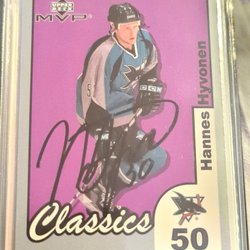 UPPER DECK
MVP
Hannes Hyvonen
Classics
50